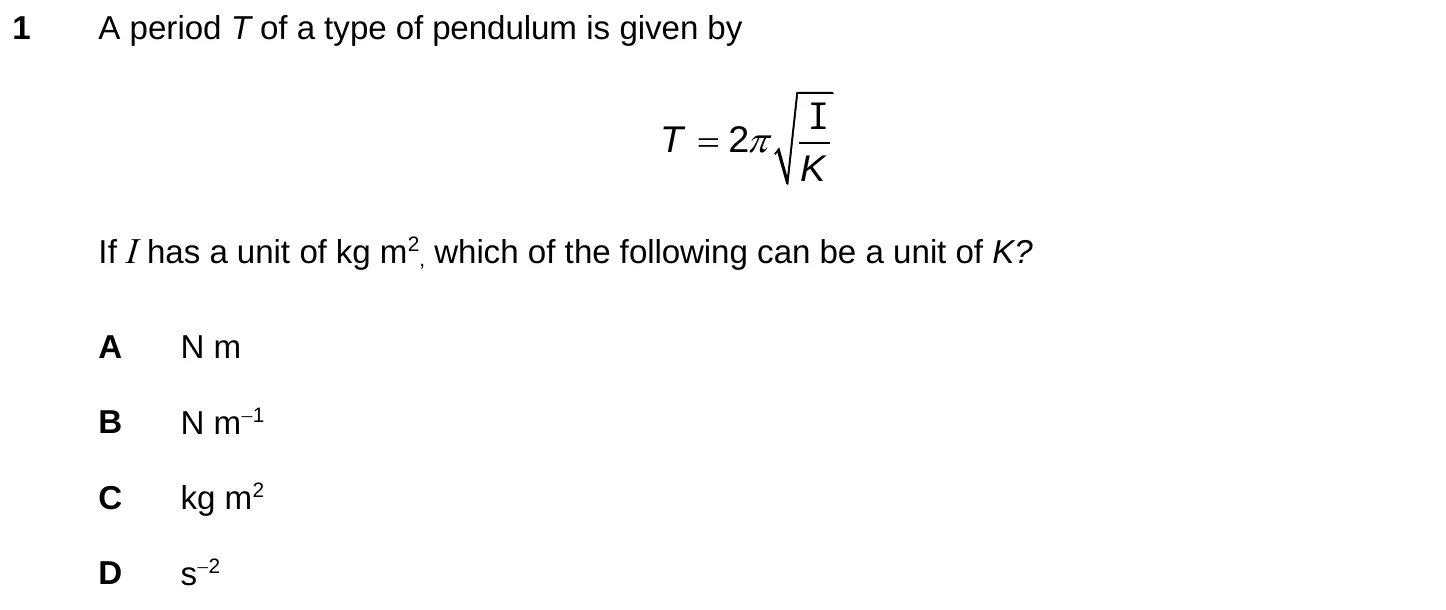 1 A period T of a type of pendulum is given by
T = 2π√(I/K)
If I has a unit of kg m², which of the following can be a unit of K?
A N m
B N m⁻¹
C kg m²
D s⁻²